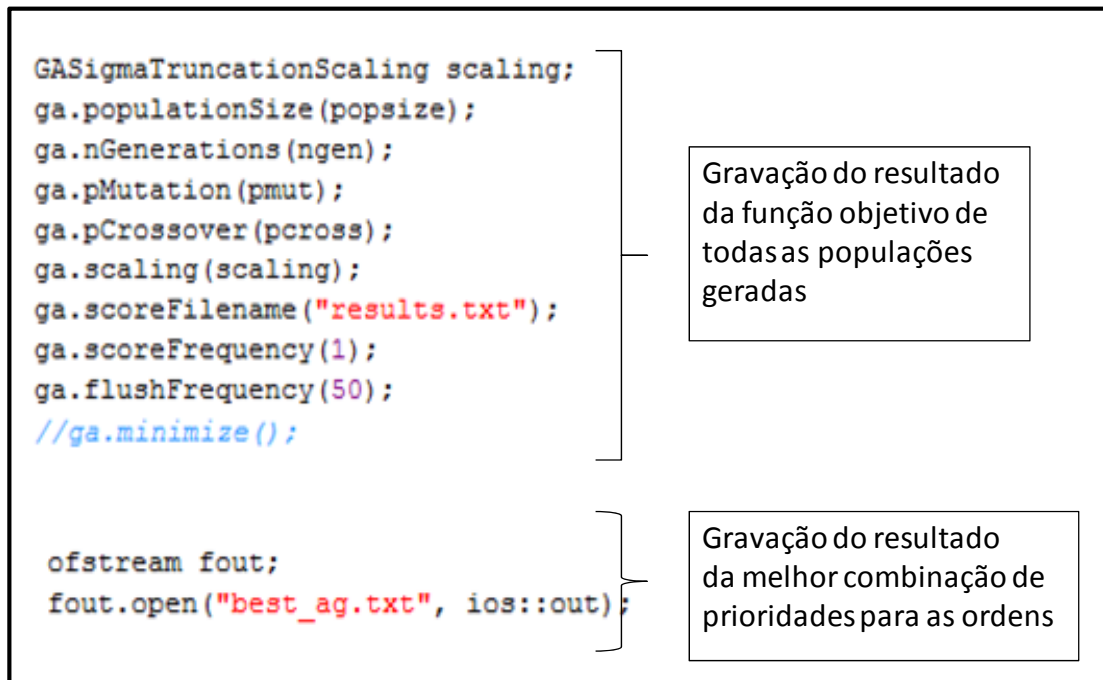 GASigmaTruncationScaling scaling;
ga.populationSize(popsize);
ga.nGenerations(ngen);
ga.pMutation(pmut);
ga.pCrossover(pcross);
ga.scaling(scaling);
ga.scoreFilename("results.txt");
ga.scoreFrequency(1);
ga.flushFrequency(50);
//ga.minimize();
Gravação do resultado
da função objetivo de
todas as populações
geradas
ofstream fout;
fout.open("best_ag.txt", ios::out);
Gravação do resultado
da melhor combinação de
prioridades para as ordens